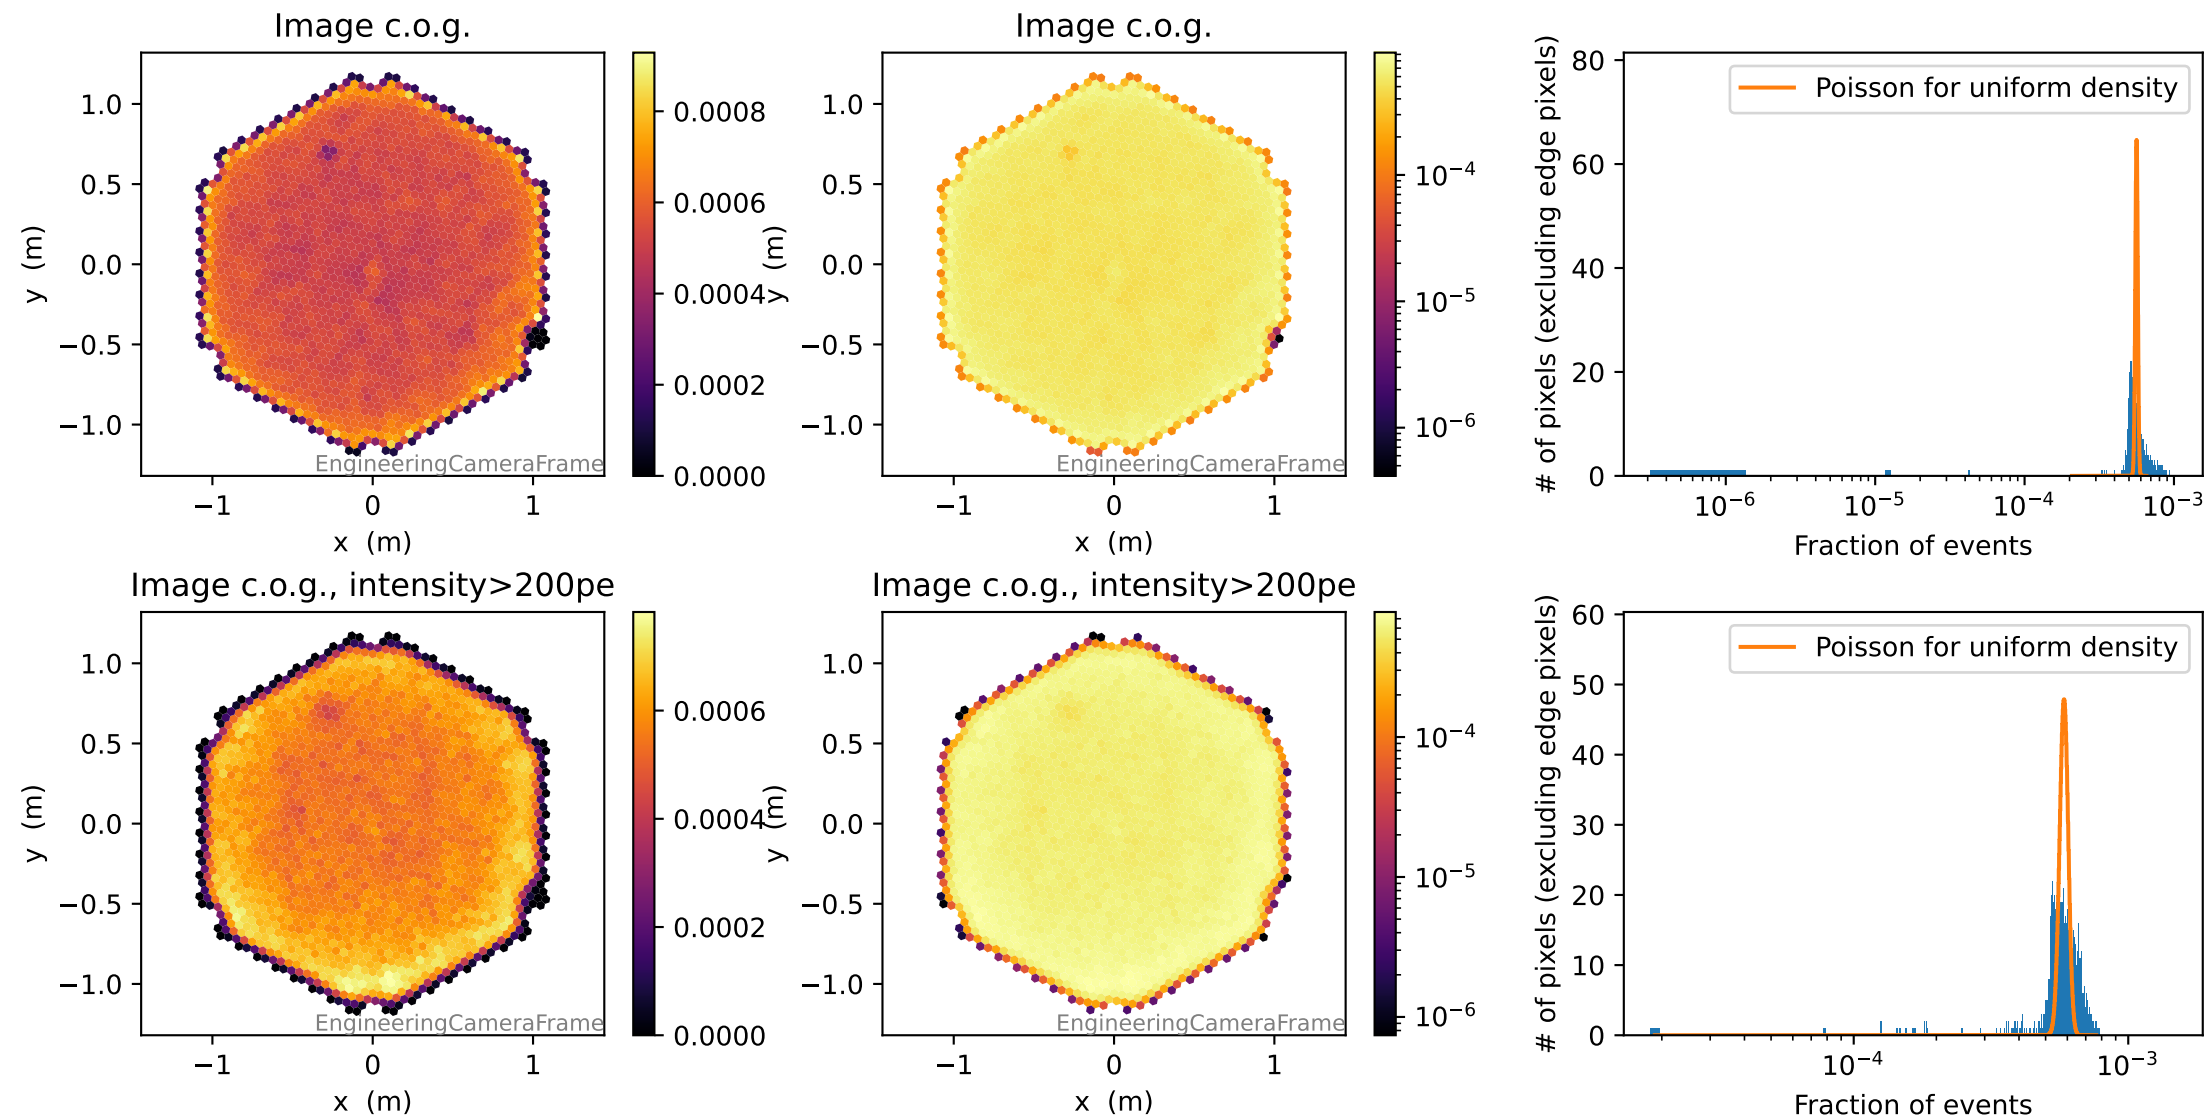 Image c.o.g.
1.0
0.5
0.0
−0.5
−1.0
y (m)
−1
0
1
x (m)
EngineeringCameraFrame
0.0008
0.0006
0.0004
0.0002
0.0000
Image c.o.g.
1.0
0.5
0.0
−0.5
−1.0
y (m)
−1
0
1
x (m)
EngineeringCameraFrame
10⁻⁴
10⁻⁵
10⁻⁶
80
60
40
20
0
# of pixels (excluding edge pixels)
Poisson for uniform density
10⁻⁶
10⁻⁵
10⁻⁴
10⁻³
Fraction of events
Image c.o.g., intensity>200pe
1.0
0.5
0.0
−0.5
−1.0
y (m)
−1
0
1
x (m)
EngineeringCameraFrame
0.0006
0.0004
0.0002
0.0000
Image c.o.g., intensity>200pe
1.0
0.5
0.0
−0.5
−1.0
y (m)
−1
0
1
x (m)
EngineeringCameraFrame
10⁻⁴
10⁻⁵
10⁻⁶
60
50
40
30
20
10
0
# of pixels (excluding edge pixels)
Poisson for uniform density
10⁻⁴
10⁻³
Fraction of events